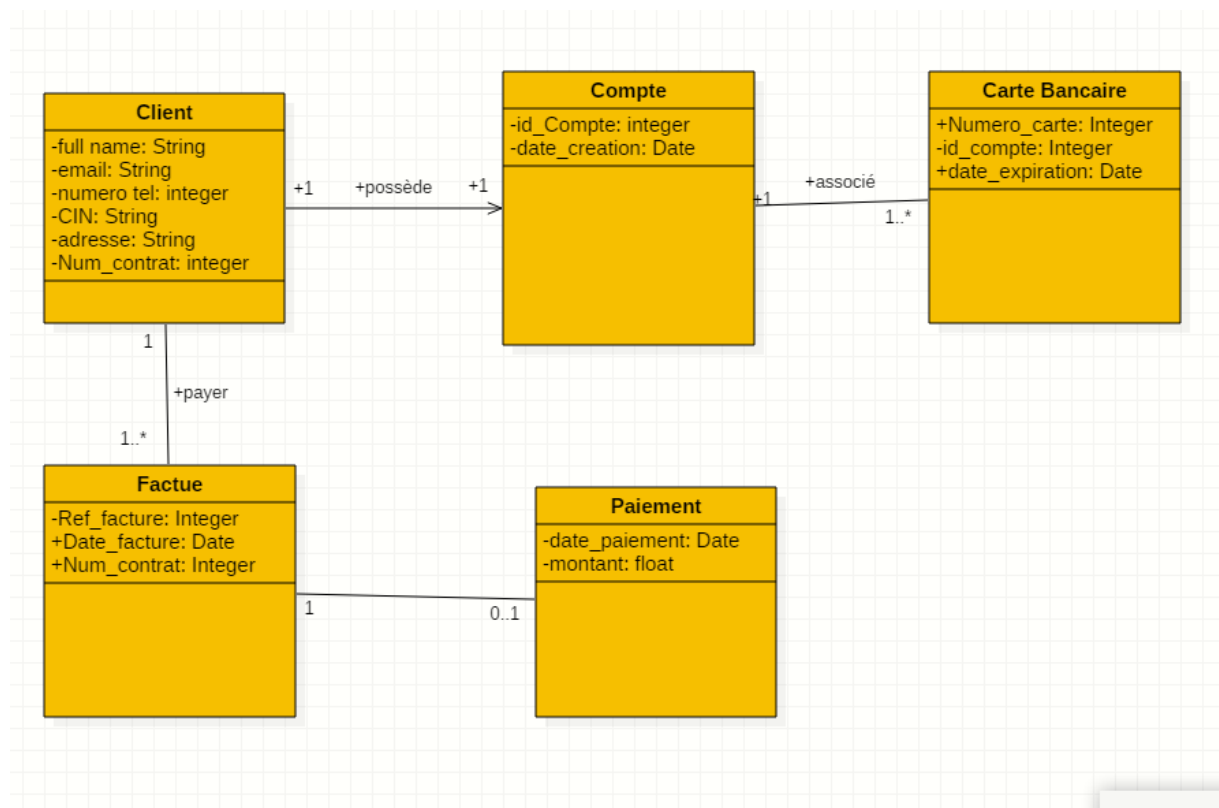 Client
-full name: String
-email: String
-numero tel: integer
-CIN: String
-adresse: String
-Num_contrat: integer
+1
+possède
+1
Compte
-id_Compte: integer
-date_creation: Date
+1
+associé
1..*
Carte Bancaire
+Numero_carte: Integer
-id_compte: Integer
+date_expiration: Date
1
+payer
1..*
Factue
-Ref_facture: Integer
+Date_facture: Date
+Num_contrat: Integer
1
0..1
Paiement
-date_paiement: Date
-montant: float